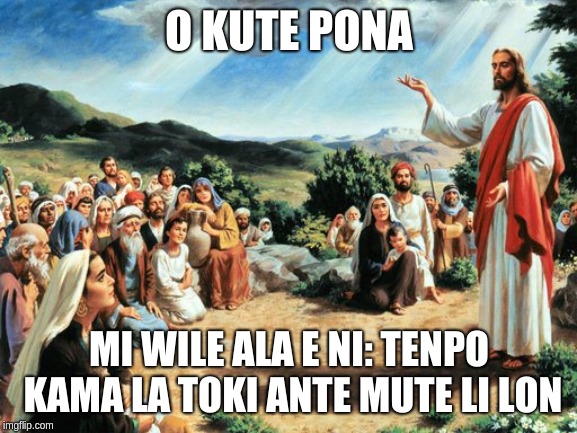 O KUTE PONA
MI WILE ALA E NI: TENPO
KAMA LA TOKI ANTE MUTE LI LON
imgflip.com